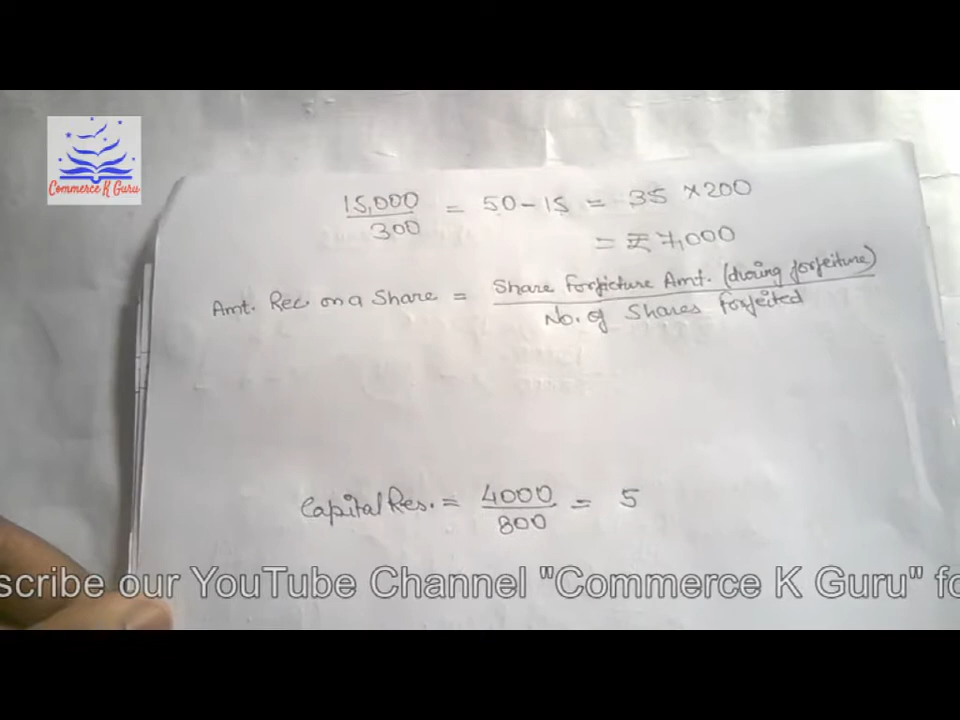 Commerce K Guru
15,000 / 300 = 50 - 15 = 35 × 200
= ₹ 7,000
Amt. Rec on a Share = Share Forficture Amt. (during forfeiture) / No. of Shares forfeited
Capital Res. = 4000 / 800 = 5
scribe our YouTube Channel "Commerce K Guru" fo